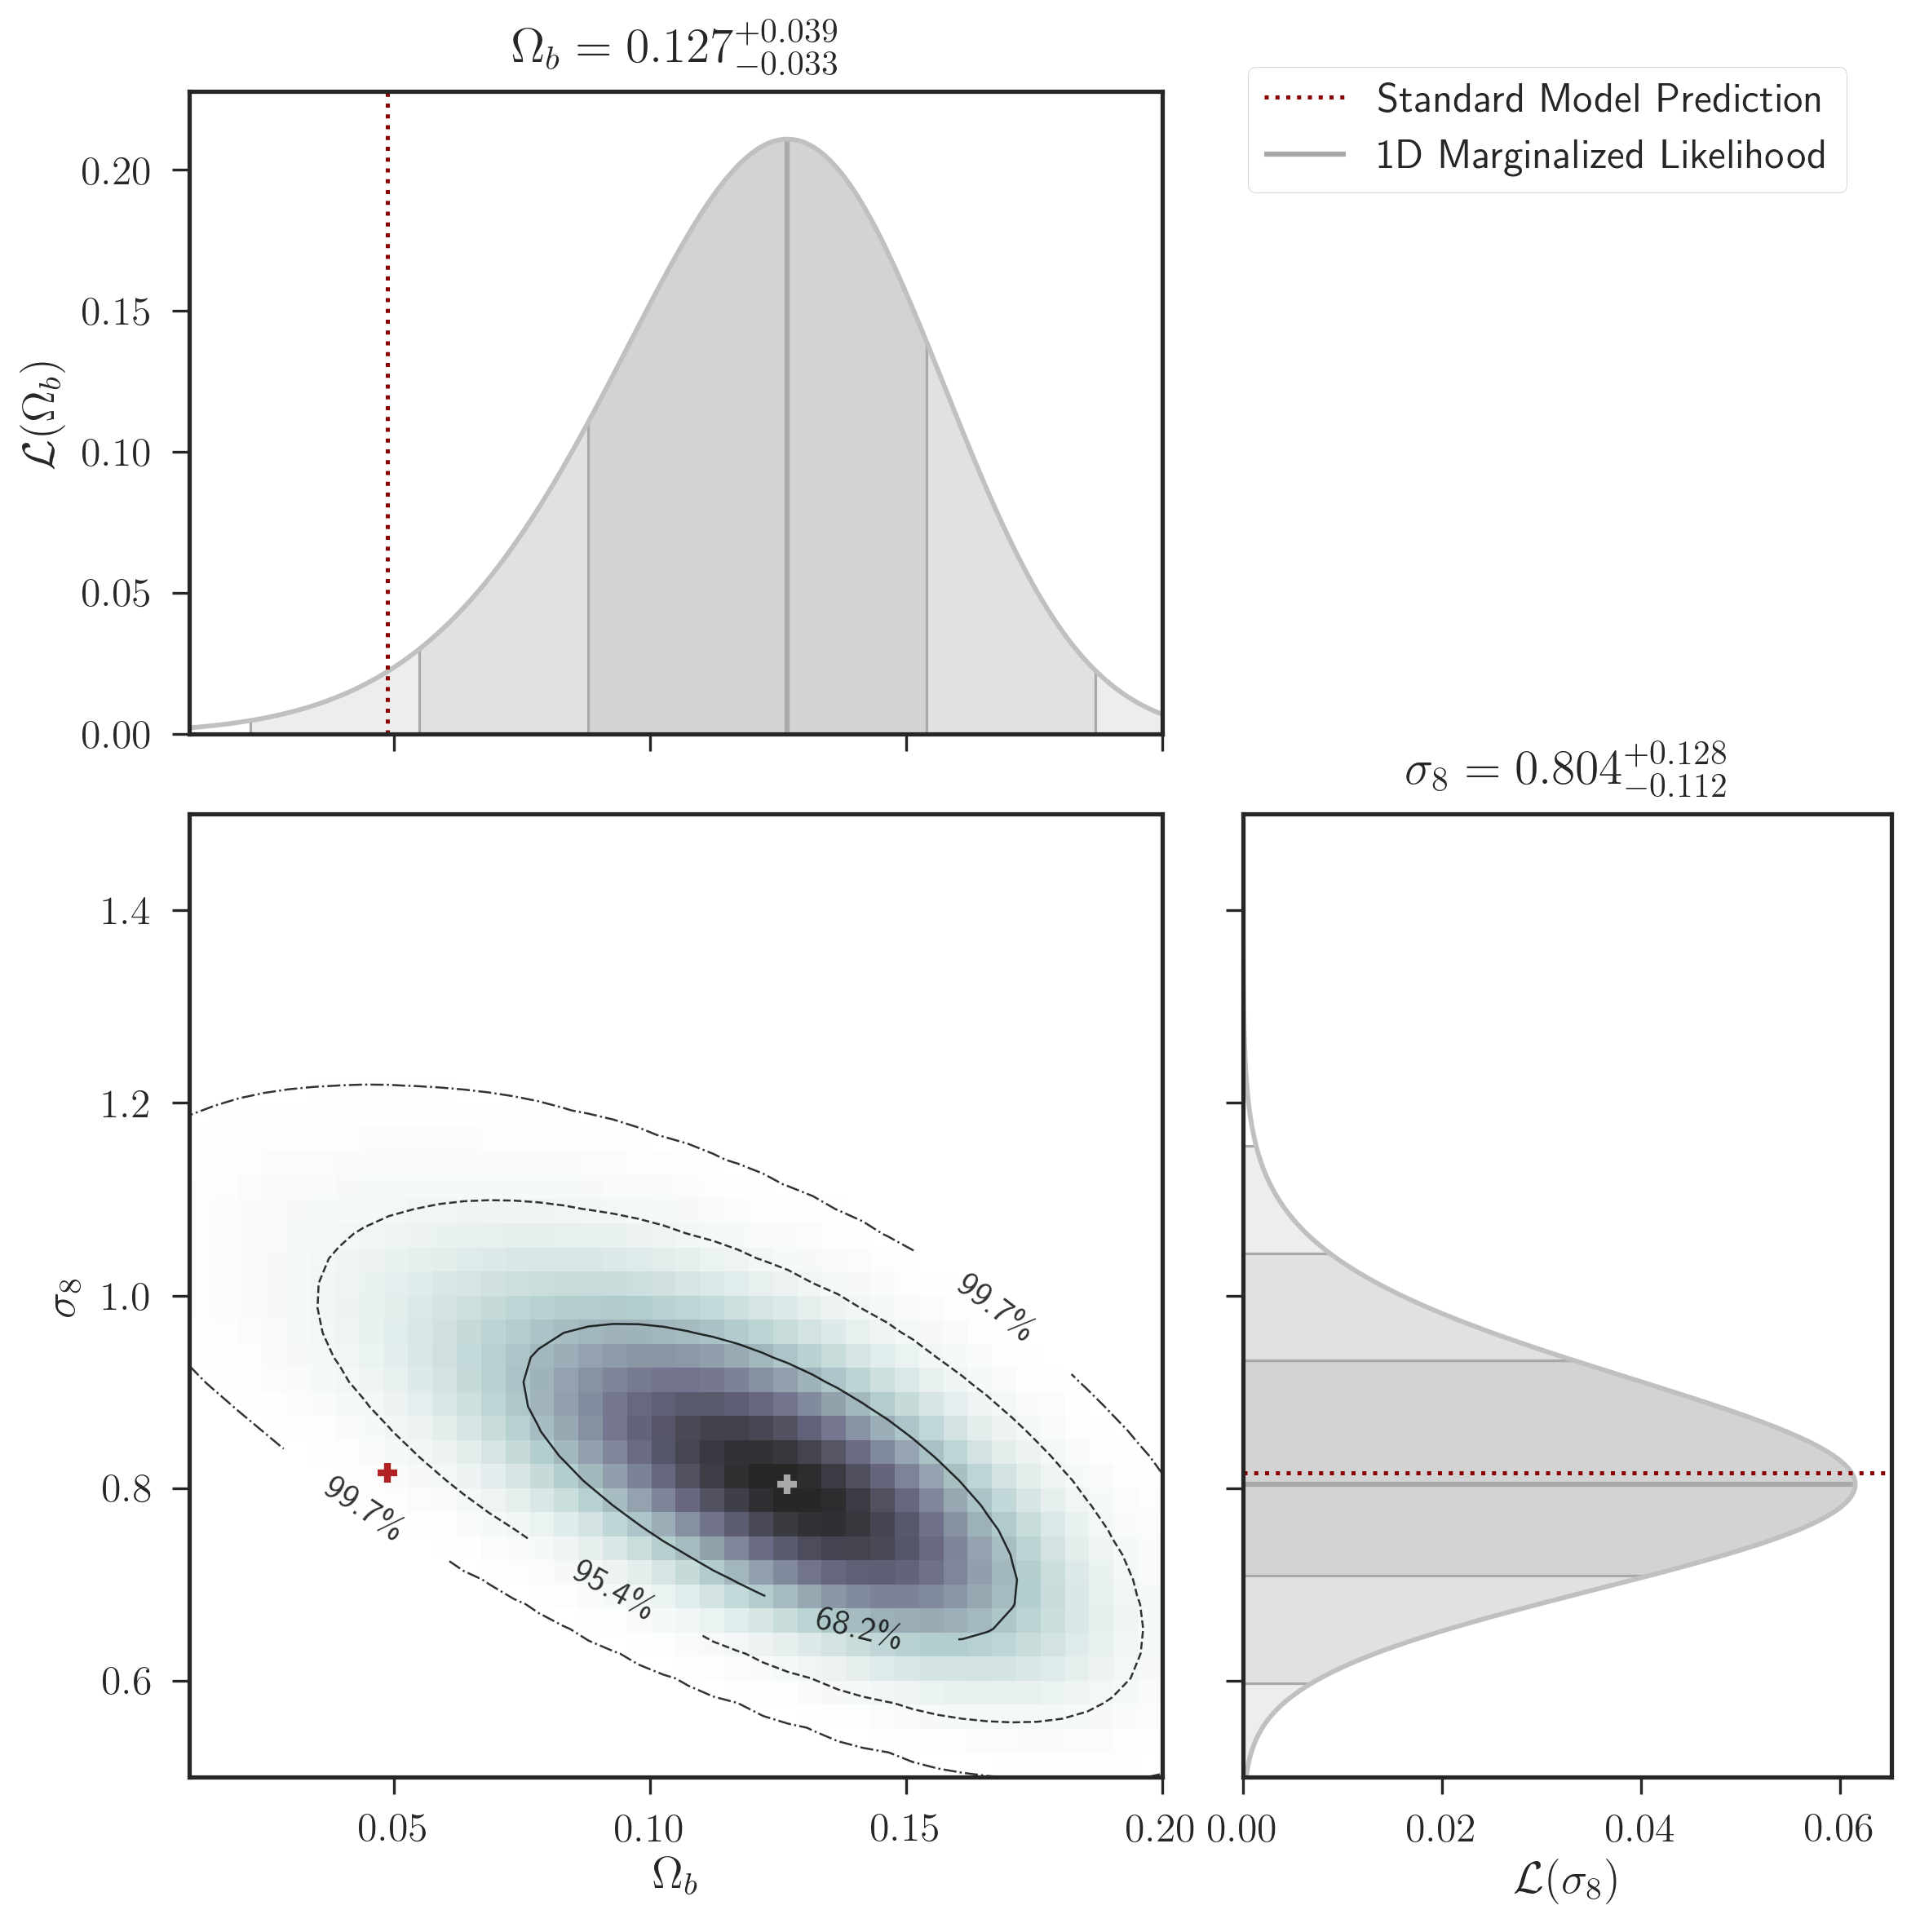 Ω_b = 0.127^{+0.039}_{-0.033}
Standard Model Prediction
1D Marginalized Likelihood
ℒ(Ω_b)
0.20
0.15
0.10
0.05
0.00
σ_8 = 0.804^{+0.128}_{-0.112}
σ_8
1.4
1.2
1.0
0.8
0.6
99.7%
99.7%
95.4%
68.2%
0.05 0.10 0.15 0.20
Ω_b
0.00 0.02 0.04 0.06
ℒ(σ_8)